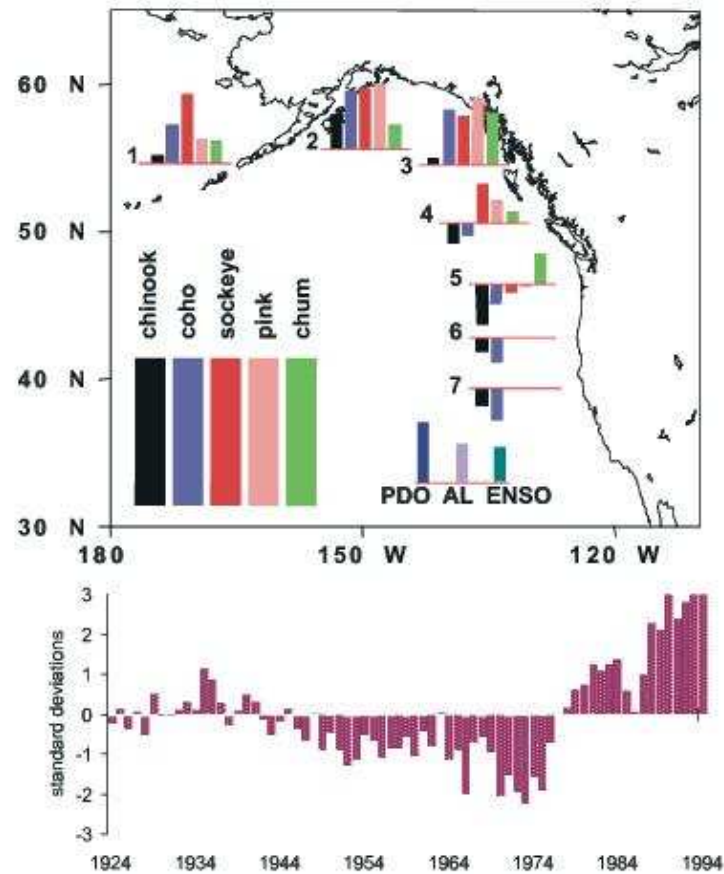 60 N
1
2
3
4
50 N
5
6
7
chinook
coho
sockeye
pink
chum
40 N
PDO AL ENSO
30 N
180 150 W 120 W
standard deviations
3
2
1
0
-1
-2
-3
1924 1934 1944 1954 1964 1974 1984 1994